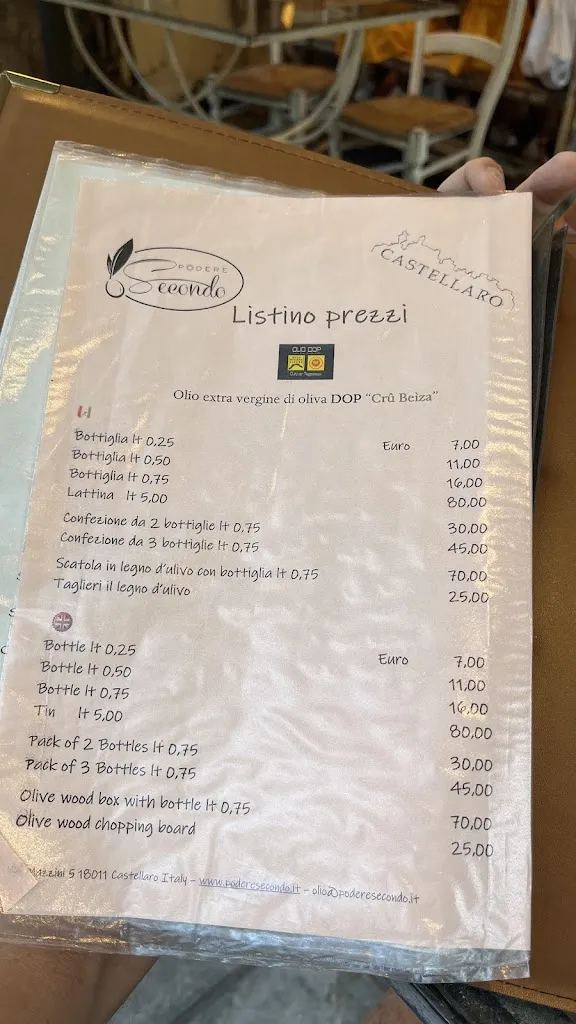 PODERE
Secondo
CASTELLARO
Listino prezzi
OLIO DOP
Olio extra vergine di oliva DOP “Crû Beiza”
Bottiglia lt 0,25 Euro 7,00
Bottiglia lt 0,50 11,00
Bottiglia lt 0,75 16,00
Lattina lt 5,00 80,00
Confezione da 2 bottiglie lt 0,75 30,00
Confezione da 3 bottiglie lt 0,75 45,00
Scatola in legno d'ulivo con bottiglia lt 0,75 70,00
Taglieri il legno d'ulivo 25,00
Bottle lt 0,25 Euro 7,00
Bottle lt 0,50 11,00
Bottle lt 0,75 16,00
Tin lt 5,00 80,00
Pack of 2 Bottles lt 0,75 30,00
Pack of 3 Bottles lt 0,75 45,00
Olive wood box with bottle lt 0,75 70,00
Olive wood chopping board 25,00
Mazzini 5 18011 Castellaro Italy – www.poderesecondo.it – olio@poderesecondo.it